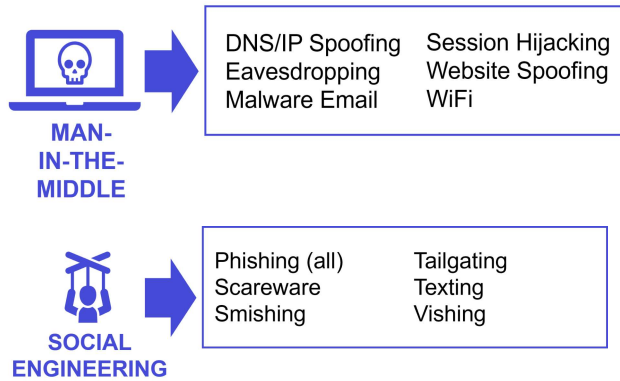 DNS/IP Spoofing
Eavesdropping
Malware Email
Session Hijacking
Website Spoofing
WiFi
MAN-
IN-THE-
MIDDLE
Phishing (all)
Scareware
Smishing
Tailgating
Texting
Vishing
SOCIAL
ENGINEERING